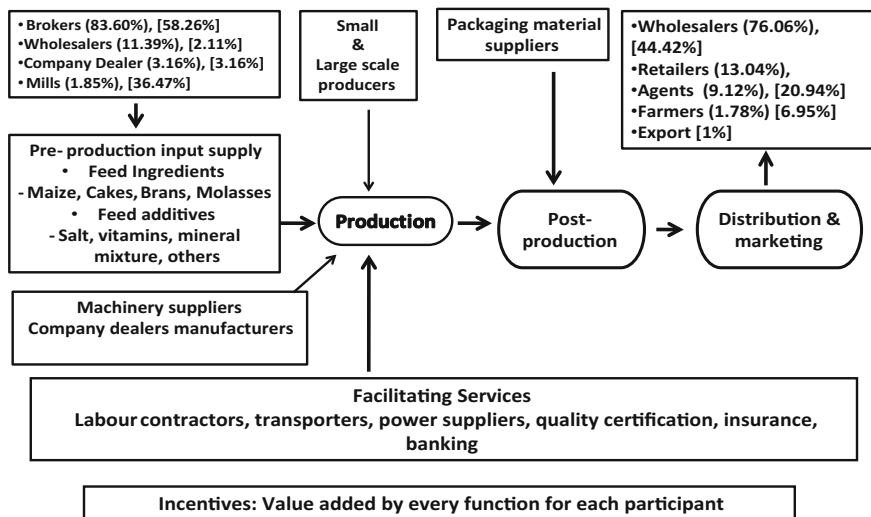 •Brokers (83.60%), [58.26%]
•Wholesalers (11.39%), [2.11%]
•Company Dealer (3.16%), [3.16%]
•Mills (1.85%), [36.47%]
Small
&
Large scale
producers
Packaging material
suppliers
•Wholesalers (76.06%),
[44.42%]
•Retailers (13.04%),
•Agents (9.12%), [20.94%]
•Farmers (1.78%) [6.95%]
•Export [1%]
Pre- production input supply
• Feed Ingredients
- Maize, Cakes, Brans, Molasses
• Feed additives
-Salt, vitamins, mineral
mixture, others
Production
Post-
production
Distribution &
marketing
Machinery suppliers
Company dealers manufacturers
Facilitating Services
Labour contractors, transporters, power suppliers, quality certification, insurance,
banking
Incentives: Value added by every function for each participant